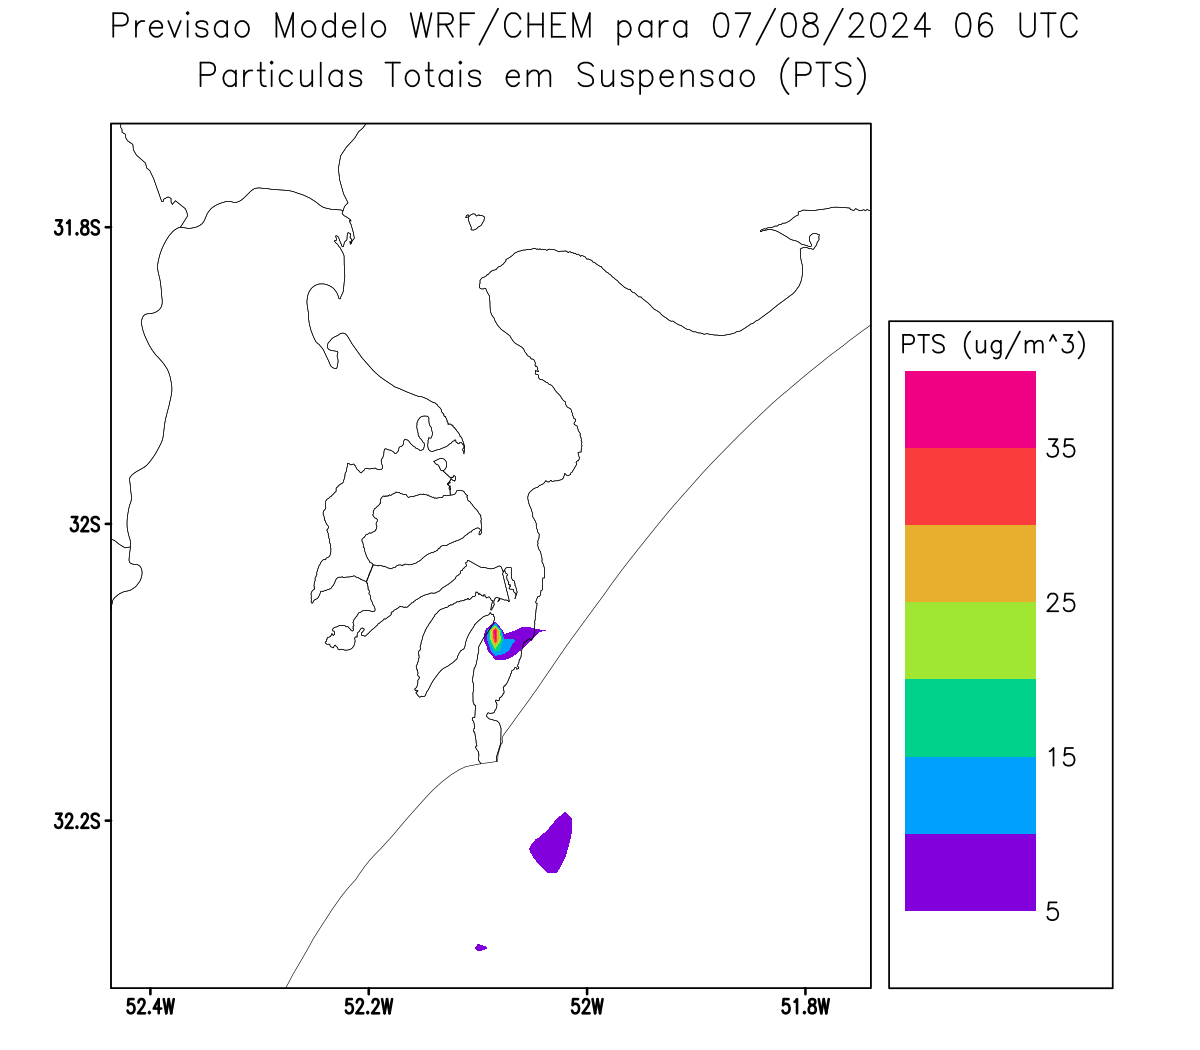 Previsao Modelo WRF/CHEM para 07/08/2024 06 UTC
Particulas Totais em Suspensao (PTS)
31.8S
32S
32.2S
52.4W
52.2W
52W
51.8W
PTS (ug/m^3)
35
25
15
5